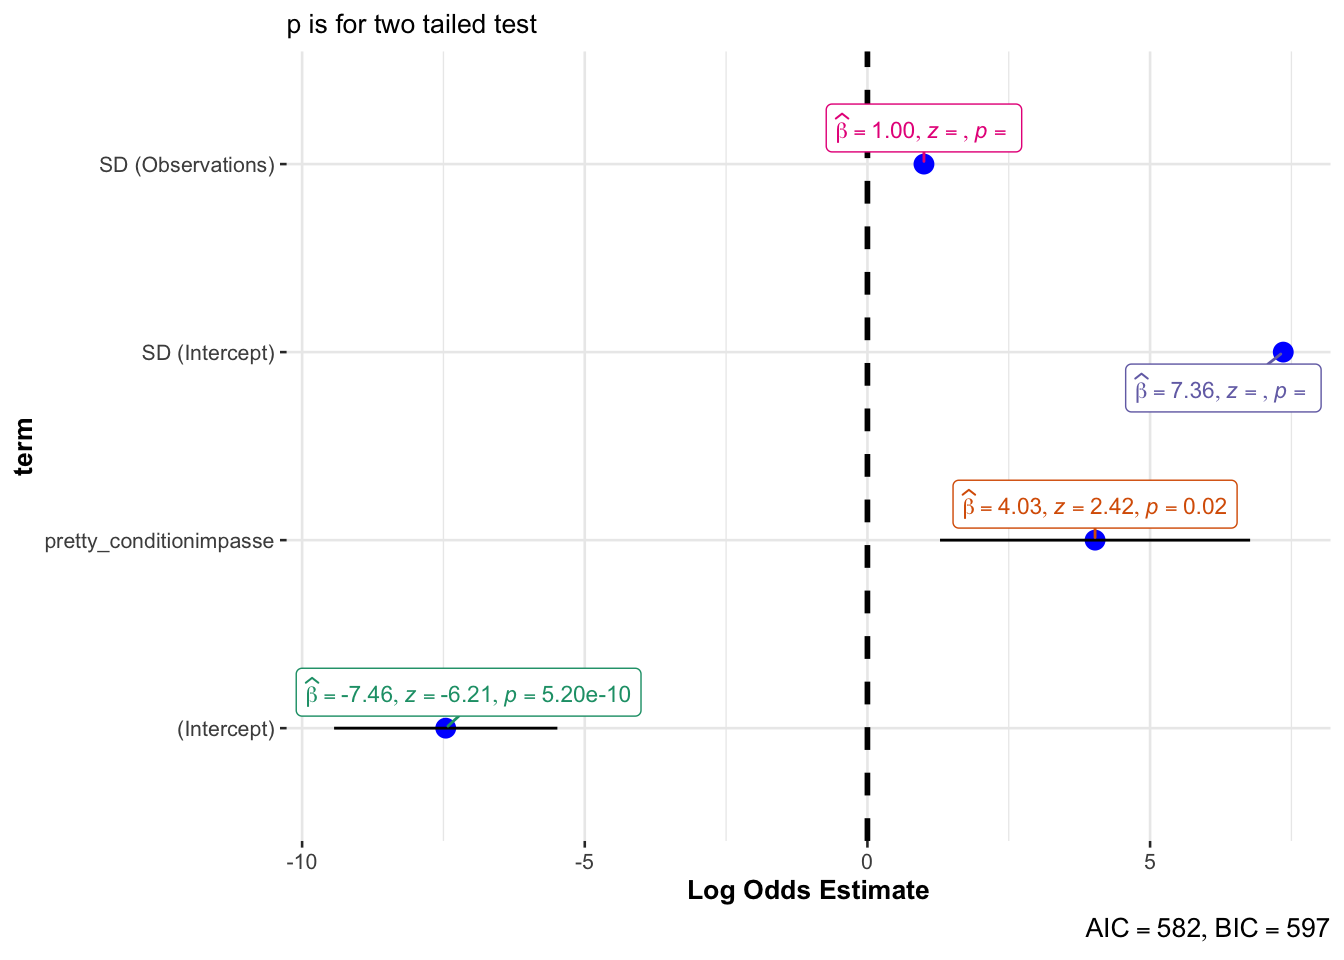 p is for two tailed test
β̂ = 1.00, z = , p =
SD (Observations)
SD (Intercept)
β̂ = 7.36, z = , p =
term
β̂ = 4.03, z = 2.42, p = 0.02
pretty_conditionimpasse
β̂ = -7.46, z = -6.21, p = 5.20e-10
(Intercept)
-10 -5 0 5
Log Odds Estimate
AIC = 582, BIC = 597